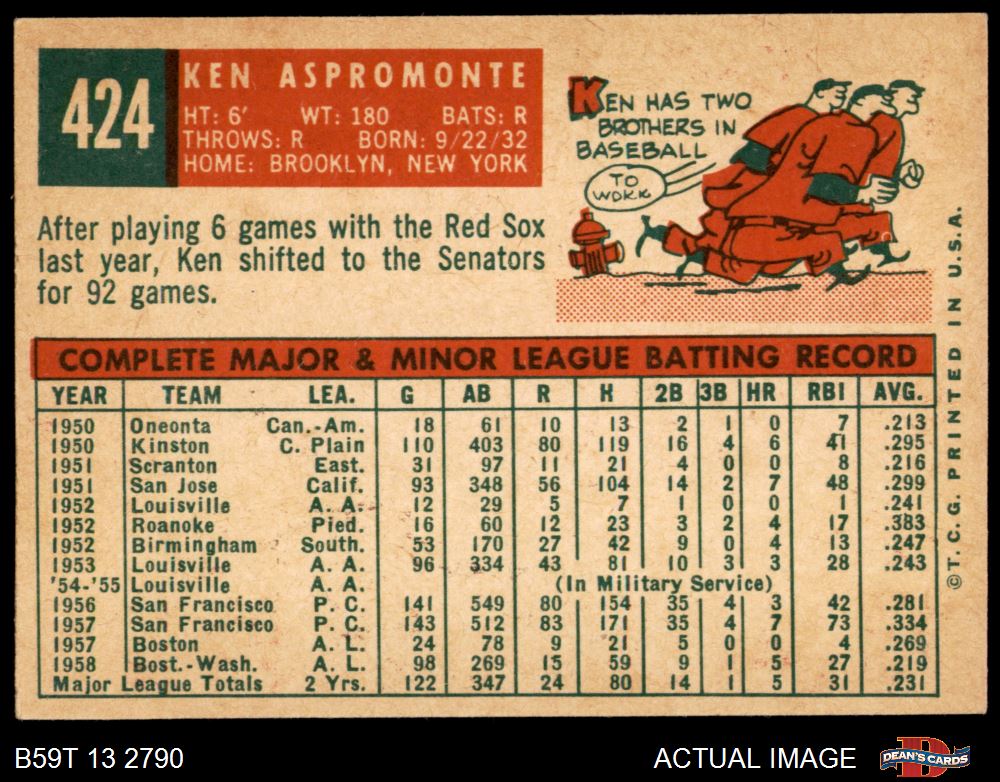 424
KEN ASPROMONTE
HT: 6' WT: 180 BATS: R
THROWS: R BORN: 9/22/32
HOME: BROOKLYN, NEW YORK
KEN HAS TWO
BROTHERS IN
BASEBALL
TO
WORK
After playing 6 games with the Red Sox
last year, Ken shifted to the Senators
for 92 games.
COMPLETE MAJOR & MINOR LEAGUE BATTING RECORD
YEAR TEAM LEA. G AB R H 2B 3B HR RBI AVG.
1950 Oneonta Can.-Am. 18 61 10 13 2 1 0 7 .213
1950 Kinston C. Plain 110 403 80 119 16 4 6 41 .295
1951 Scranton East. 31 97 11 21 4 0 0 8 .216
1951 San Jose Calif. 93 348 56 104 14 2 7 48 .299
1952 Louisville A. A. 12 29 5 7 1 0 0 1 .241
1952 Roanoke Pied. 16 60 12 23 3 2 4 17 .383
1952 Birmingham South. 53 170 27 42 9 0 4 13 .247
1953 Louisville A. A. 96 334 43 81 10 3 3 28 .243
'54-'55 Louisville A. A. (In Military Service)
1956 San Francisco P. C. 141 549 80 154 35 4 3 42 .281
1957 San Francisco P. C. 143 512 83 171 35 4 7 73 .334
1957 Boston A. L. 24 78 9 21 5 0 0 4 .269
1958 Bost.-Wash. A. L. 98 269 15 59 9 1 5 27 .219
Major League Totals 2 Yrs. 122 347 24 80 14 1 5 31 .231
©T. C. G. PRINTED IN U.S.A.
B59T 13 2790
ACTUAL IMAGE
D
DEAN'S CARDS